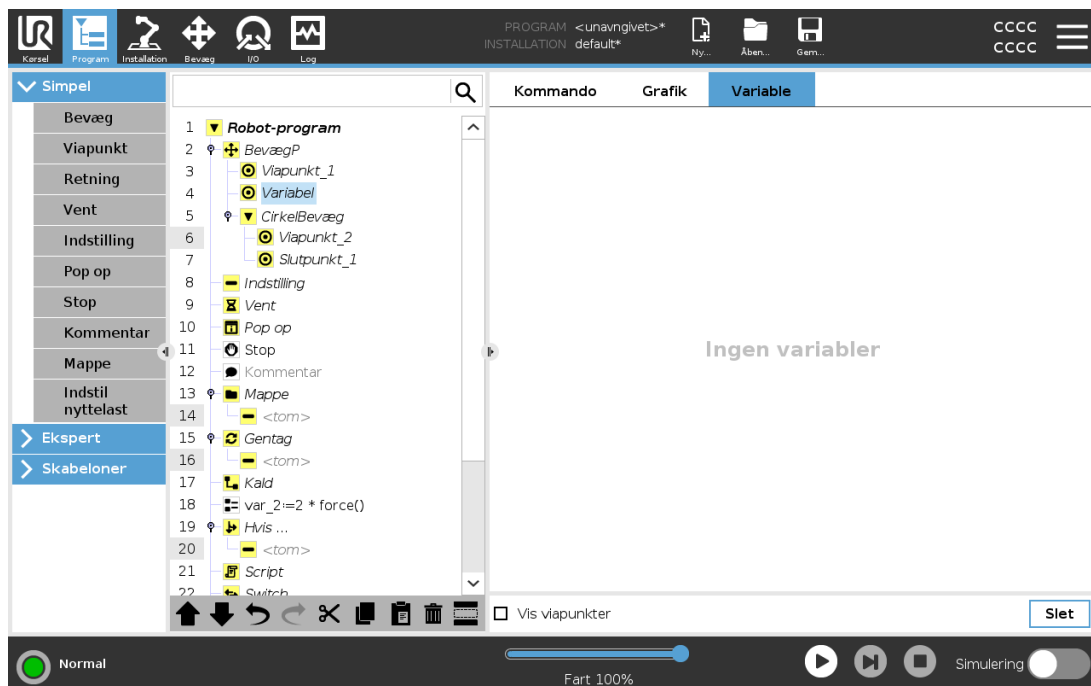 UR
PROGRAM <unavngivet>*
INSTALLATION default*
CCCC
CCCC
Kørsel
Program
Installation
Bevæg
I/O
Log
Ny...
Åben...
Gem...
Simpel
Bevæg
Viapunkt
Retning
Vent
Indstilling
Pop op
Stop
Kommentar
Mappe
Indstil
nyttelast
Ekspert
Skabeloner
1 Robot-program
2 BevægP
3 Viapunkt_1
4 Variabel
5 CirkelBevæg
6 Viapunkt_2
7 Slutpunkt_1
8 Indstilling
9 Vent
10 Pop op
11 Stop
12 Kommentar
13 Mappe
14 <tom>
15 Gentag
16 <tom>
17 Kald
18 var_2:=2 * force()
19 Hvis ...
20 <tom>
21 Script
22 Switch
Kommando
Grafik
Variable
Ingen variabler
Vis viapunkter
Slet
Normal
Fart 100%
Simulering